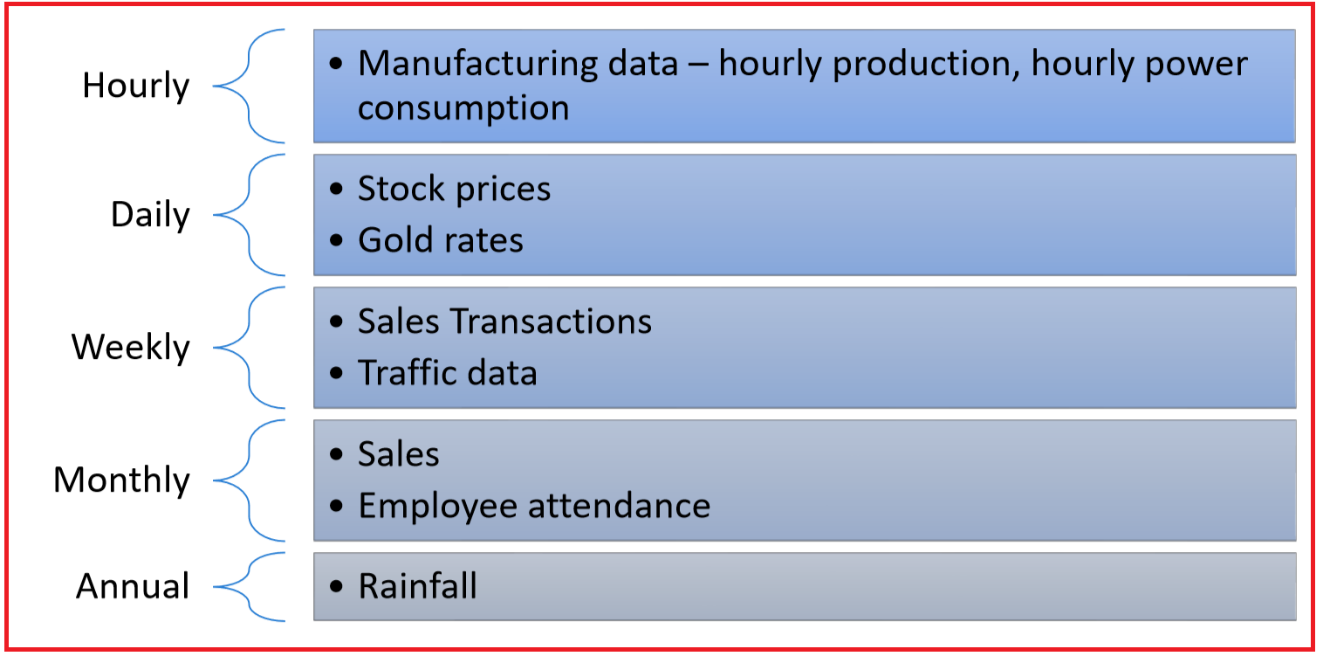 Hourly
• Manufacturing data – hourly production, hourly power
consumption
Daily
• Stock prices
• Gold rates
Weekly
• Sales Transactions
• Traffic data
Monthly
• Sales
• Employee attendance
Annual
• Rainfall